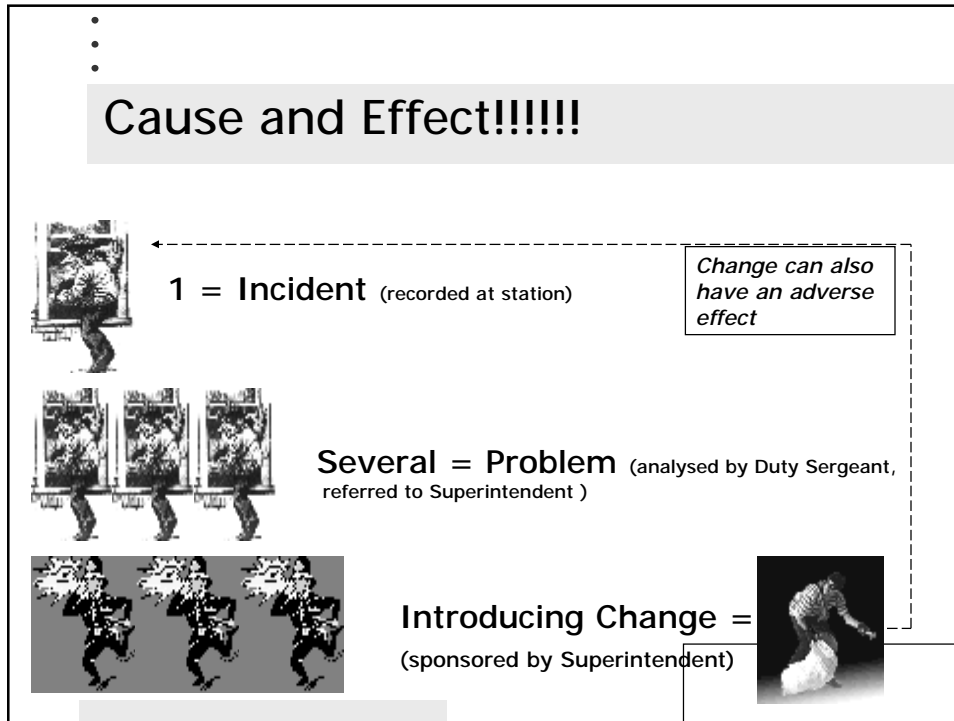 Cause and Effect!!!!!!
1 = Incident (recorded at station)
Change can also
have an adverse
effect
Several = Problem (analysed by Duty Sergeant,
referred to Superintendent )
Introducing Change =
(sponsored by Superintendent)